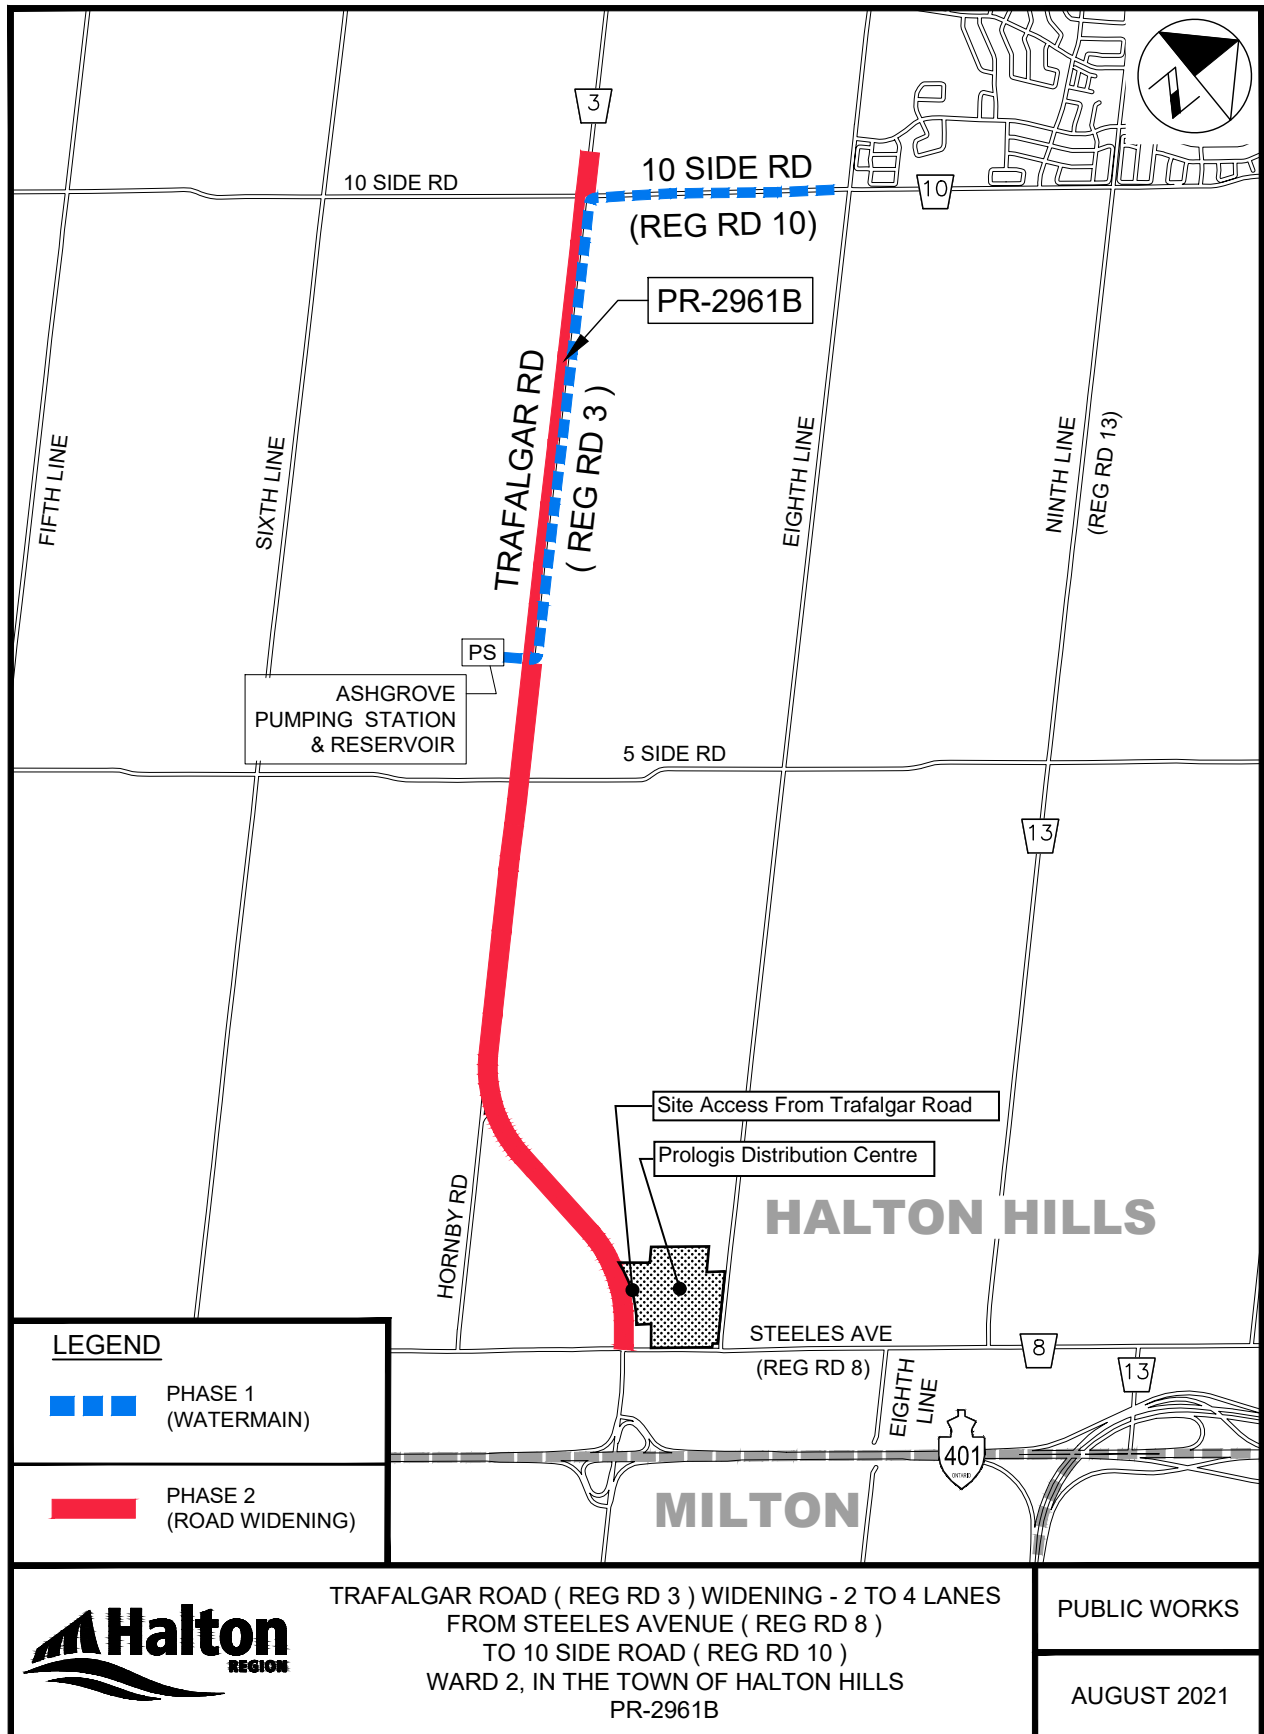 3
10 SIDE RD
10 SIDE RD
(REG RD 10)
10
PR-2961B
TRAFALGAR RD
( REG RD 3 )
FIFTH LINE
SIXTH LINE
EIGHTH LINE
NINTH LINE
(REG RD 13)
PS
ASHGROVE
PUMPING STATION
& RESERVOIR
5 SIDE RD
13
Site Access From Trafalgar Road
Prologis Distribution Centre
HALTON HILLS
HORNBY RD
STEELES AVE
(REG RD 8)
8
13
EIGHTH
LINE
401
ONTARIO
MILTON
LEGEND
PHASE 1
(WATERMAIN)
PHASE 2
(ROAD WIDENING)
Halton
REGION
TRAFALGAR ROAD ( REG RD 3 ) WIDENING - 2 TO 4 LANES
FROM STEELES AVENUE ( REG RD 8 )
TO 10 SIDE ROAD ( REG RD 10 )
WARD 2, IN THE TOWN OF HALTON HILLS
PR-2961B
PUBLIC WORKS
AUGUST 2021